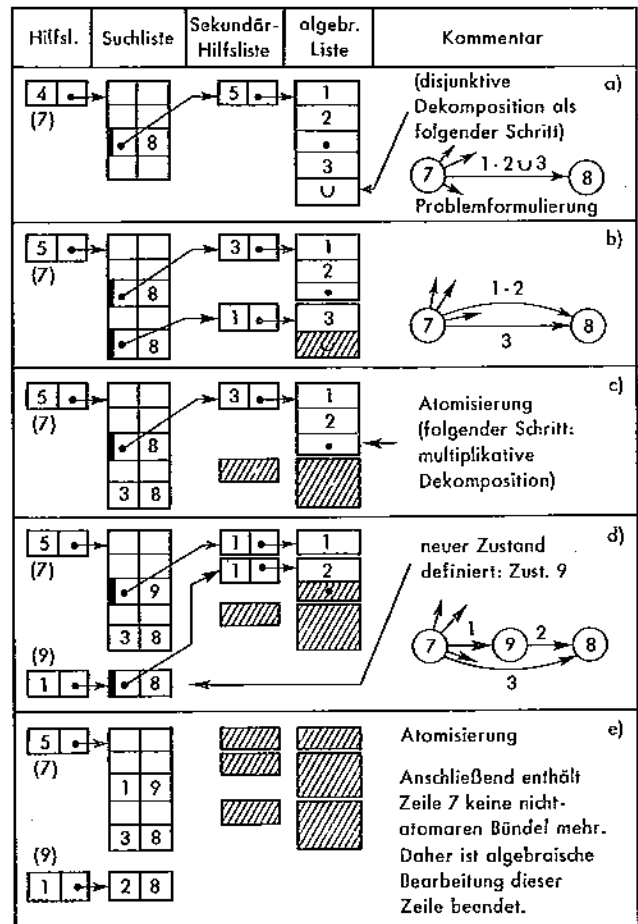 Hilfsl. Suchliste Sekundär-Hilfsliste algebr. Liste Kommentar
4 5 1 (disjunktive a)
(7) 2 Dekomposition als
8 • folgender Schritt)
3 7 1·2∪3 8
∪ Problemformulierung
5 3 1 b)
(7) 2 1·2
8 • 7 8
1 3 3
8 ∪
5 3 1 c)
(7) 2 Atomisierung
8 • (folgender Schritt:
multiplikative
3 8 Dekomposition)
5 1 1 neuer Zustand d)
(7) 1 2 definiert: Zust. 9
9 •
3 8 7 1 9 2 8
(9) 3
1 8
5 Atomisierung e)
(7) Anschließend enthält
1 9 Zeile 7 keine nicht-
atomaren Bündel mehr.
3 8 Daher ist algebraische
(9) Bearbeitung dieser
1 2 8 Zeile beendet.